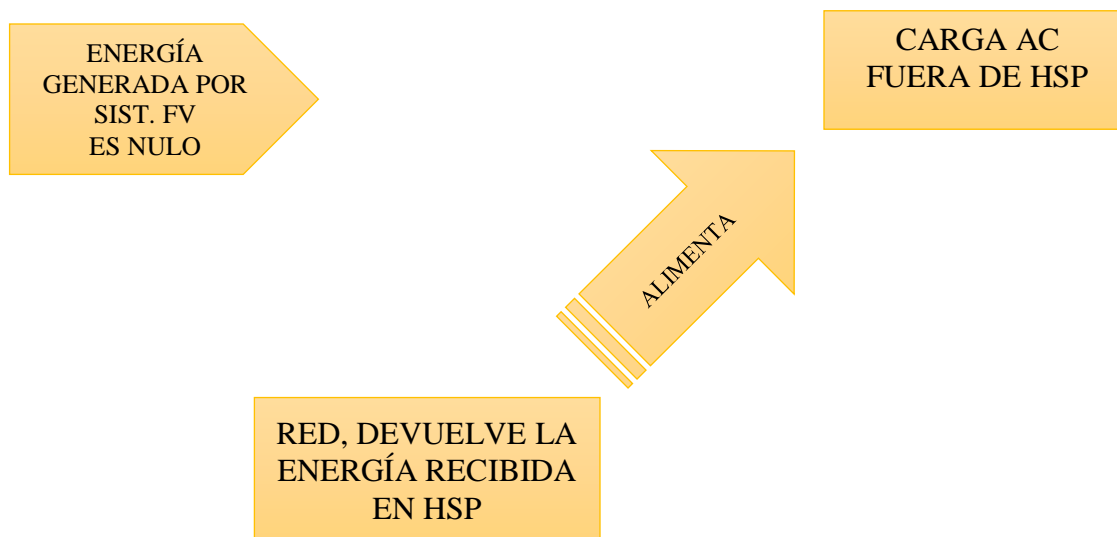 ENERGÍA
GENERADA POR
SIST. FV
ES NULO
CARGA AC
FUERA DE HSP
ALIMENTA
RED, DEVUELVE LA
ENERGÍA RECIBIDA
EN HSP